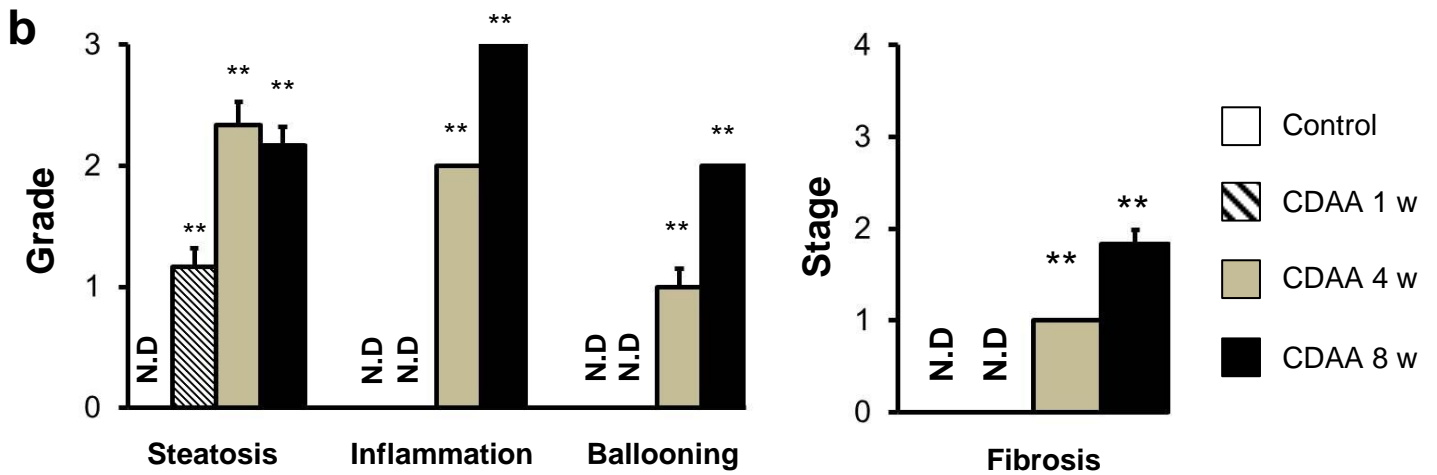 b
Grade
3
2
1
0
**
**
**
**
**
**
**
N.D
N.D
N.D
N.D
N.D
Steatosis
Inflammation
Ballooning
Stage
4
3
2
1
0
**
**
N.D
N.D
Fibrosis
Control
CDAA 1 w
CDAA 4 w
CDAA 8 w